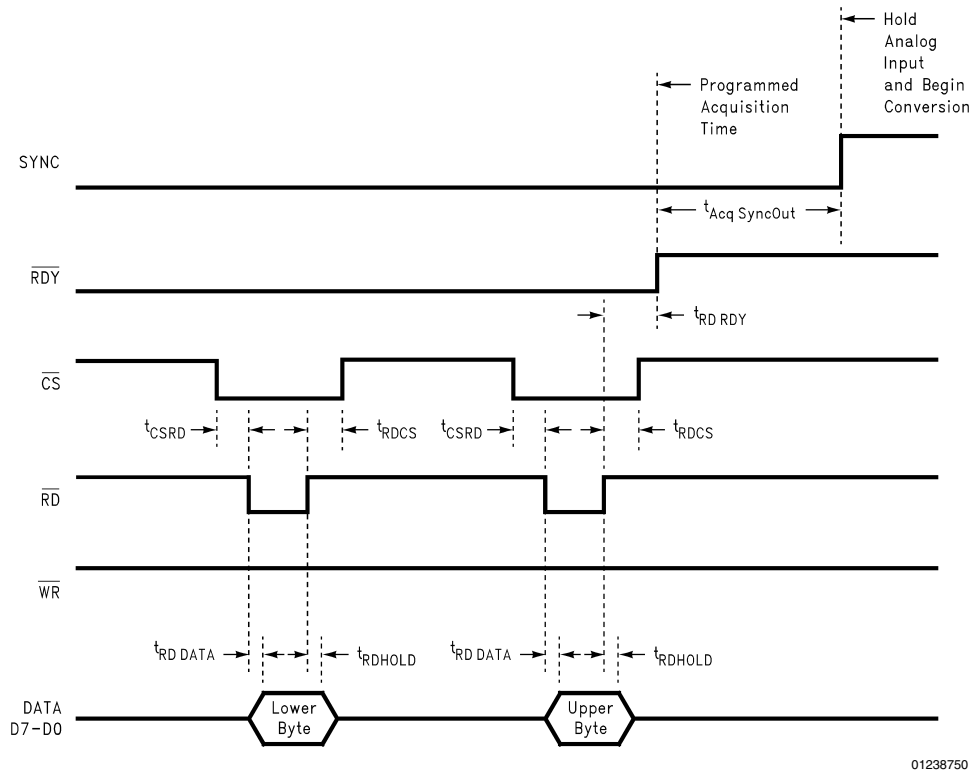 Hold
Analog
Input
and Begin
Conversion
Programmed
Acquisition
Time
SYNC
tAcq SyncOut
RDY
tRD RDY
CS
tCSRD
tRDCS
tCSRD
tRDCS
RD
WR
tRD DATA
tRDHOLD
tRD DATA
tRDHOLD
DATA
D7-D0
Lower
Byte
Upper
Byte
01238750